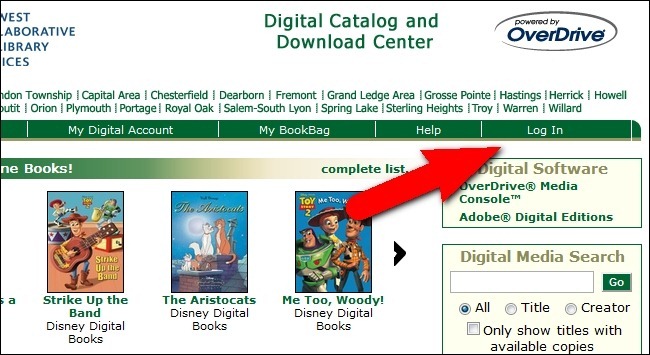 WEST
LABORATIVE
LIBRARY
ICES
Digital Catalog and
Download Center
powered by
OverDrive®
ndon Township | Capital Area | Chesterfield | Dearborn | Fremont | Grand Ledge Area | Grosse Pointe | Hastings | Herrick | Howell
outit | Orion | Plymouth | Portage | Royal Oak | Salem-South Lyon | Spring Lake | Sterling Heights | Troy | Warren | Willard
My Digital Account
My BookBag
Help
Log In
ne Books!
complete list...
Strike Up the Band
The Aristocats
TOY STORY 2
Me Too, Woody!
s a
Strike Up the
Band
Disney Digital
Books
The Aristocats
Disney Digital
Books
Me Too, Woody!
Disney Digital
Books
Digital Software
OverDrive® Media
Console™
Adobe® Digital Editions
Digital Media Search
Go
All
Title
Creator
Only show titles with
available copies